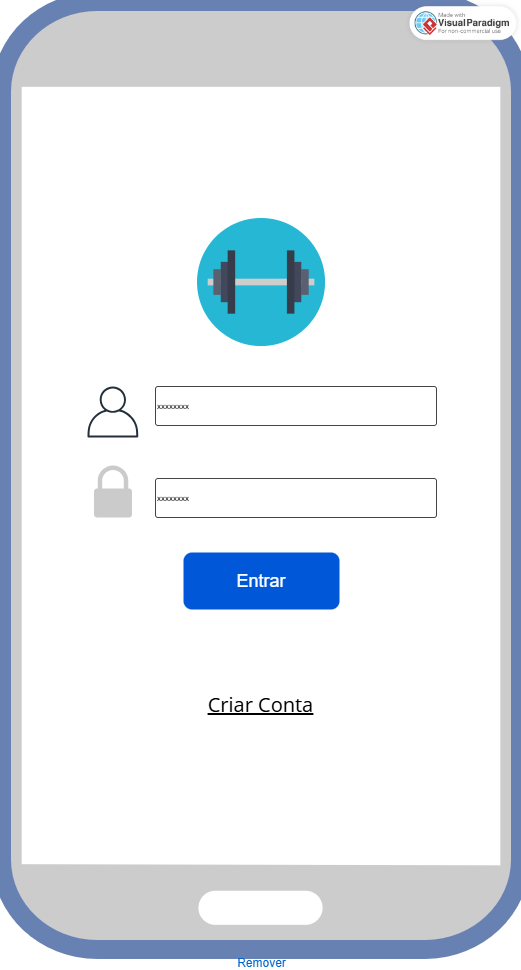 Made with
Visual Paradigm
For non-commercial use
xxxxxxxx
xxxxxxxx
Entrar
Criar Conta
Remover